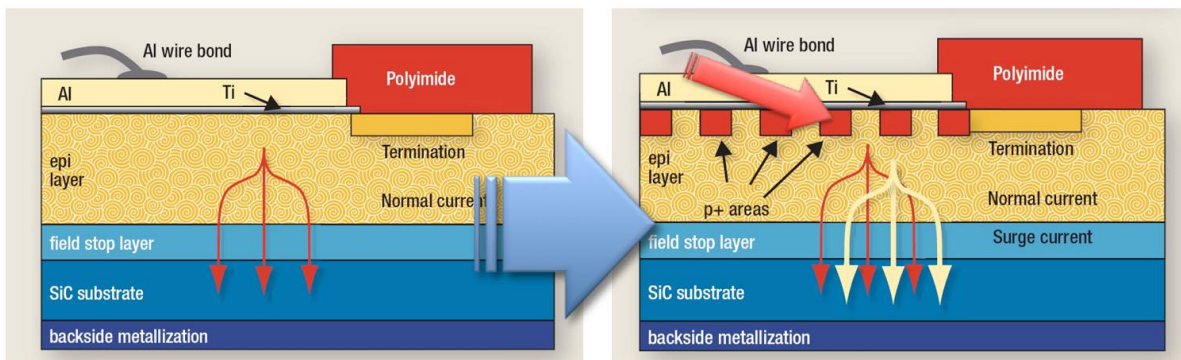 Al wire bond
Polyimide
Al
Ti
Termination
epi
layer
Normal current
field stop layer
SiC substrate
backside metallization
Al wire bond
Polyimide
Al
Ti
Termination
epi
layer
Normal current
p+ areas
field stop layer
Surge current
SiC substrate
backside metallization